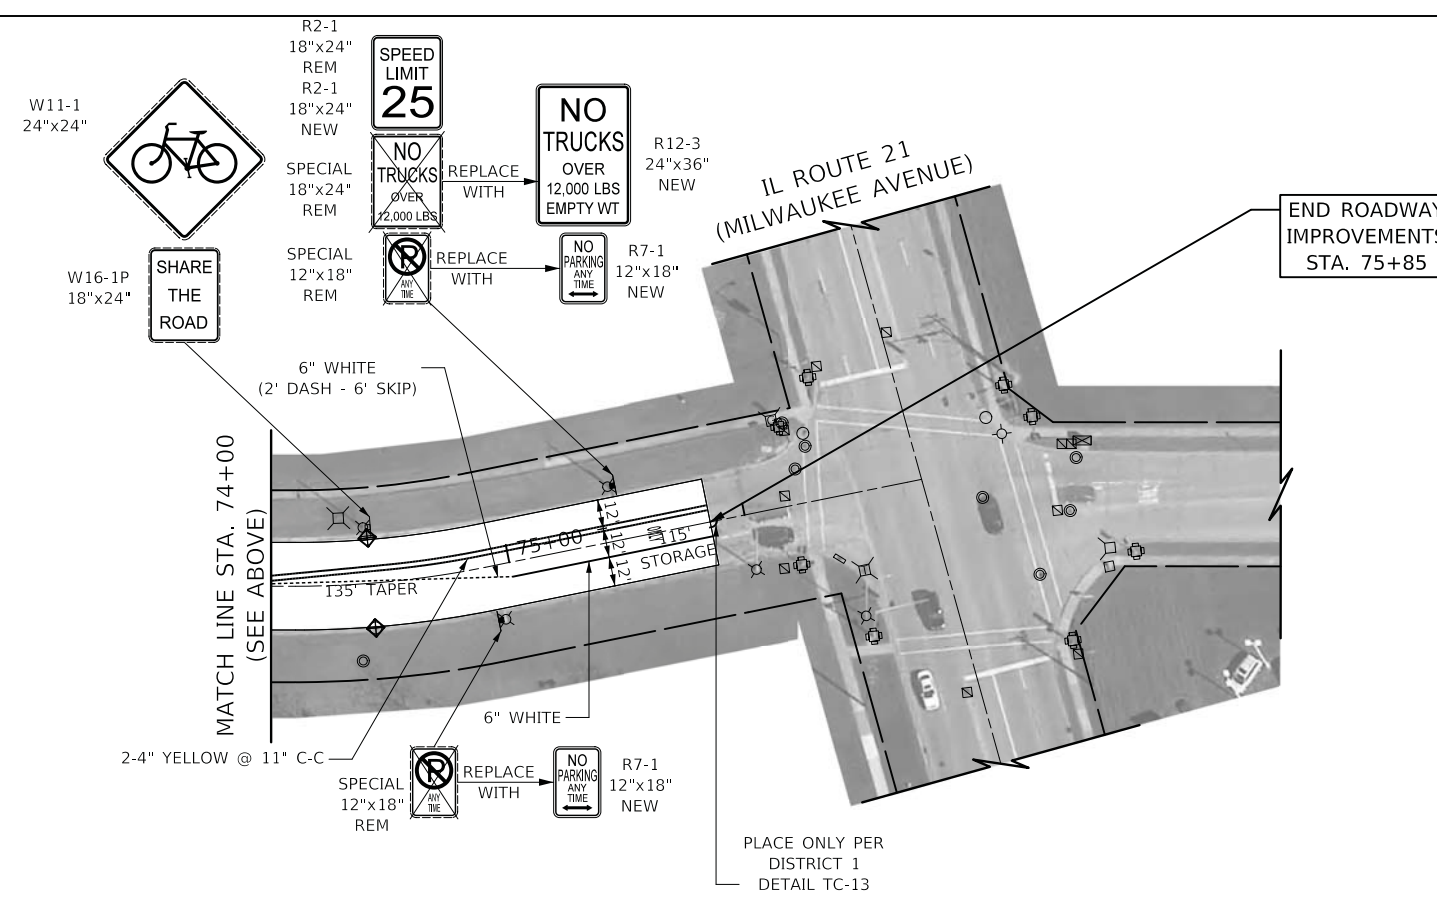 R2-1
18"x24"
REM
R2-1
18"x24"
NEW
SPEED
LIMIT
25
W11-1
24"x24"
SPECIAL
18"x24"
REM
NO
TRUCKS
OVER
12,000 LBS
REPLACE
WITH
NO
TRUCKS
OVER
12,000 LBS
EMPTY WT
R12-3
24"x36"
NEW
IL ROUTE 21
(MILWAUKEE AVENUE)
END ROADWAY
IMPROVEMENTS
STA. 75+85
W16-1P
18"x24"
SHARE
THE
ROAD
SPECIAL
12"x18"
REM
P
ANY
TIME
REPLACE
WITH
NO
PARKING
ANY
TIME
R7-1
12"x18"
NEW
6" WHITE
(2' DASH - 6' SKIP)
MATCH LINE STA. 74+00
(SEE ABOVE)
75+00
12'
12'
12'
115'
STORAGE
135' TAPER
6" WHITE
2-4" YELLOW @ 11" C-C
SPECIAL
12"x18"
REM
P
ANY
TIME
REPLACE
WITH
NO
PARKING
ANY
TIME
R7-1
12"x18"
NEW
PLACE ONLY PER
DISTRICT 1
DETAIL TC-13